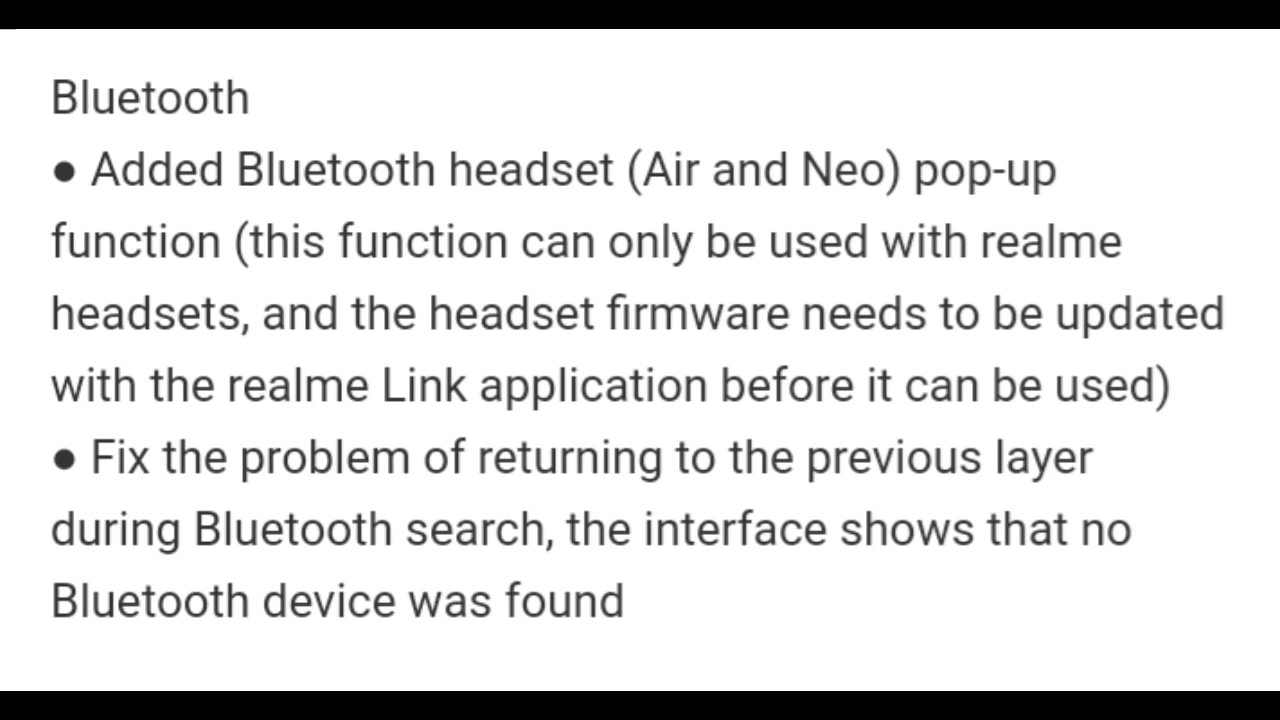 Bluetooth
● Added Bluetooth headset (Air and Neo) pop-up
function (this function can only be used with realme
headsets, and the headset firmware needs to be updated
with the realme Link application before it can be used)
● Fix the problem of returning to the previous layer
during Bluetooth search, the interface shows that no
Bluetooth device was found